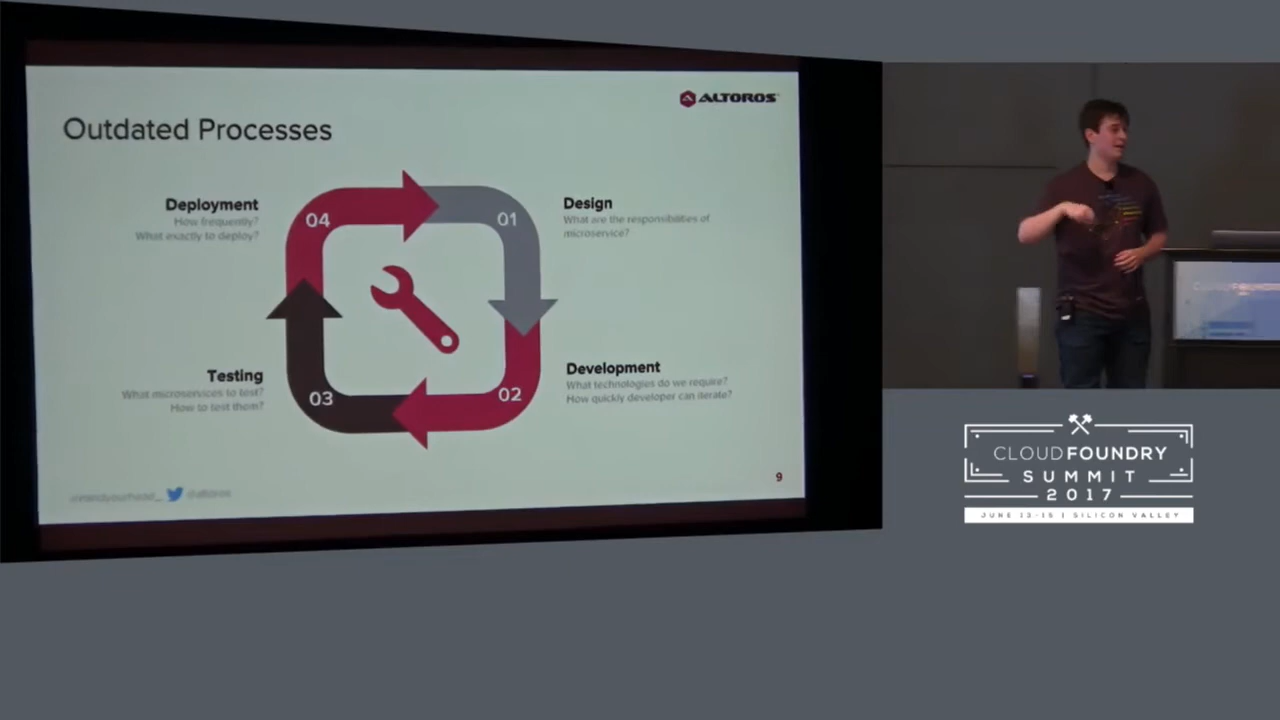 ALTOROS
Outdated Processes
Deployment
How frequently?
What exactly to deploy?
04
01
Design
What are the responsibilities of
microservice?
Testing
What microservices to test?
How to test them?
03
02
Development
What technologies do we require?
How quickly developer can iterate?
@altoros
9
CLOUD FOUNDRY
SUMMIT
2017
JUNE 13-15 | SILICON VALLEY